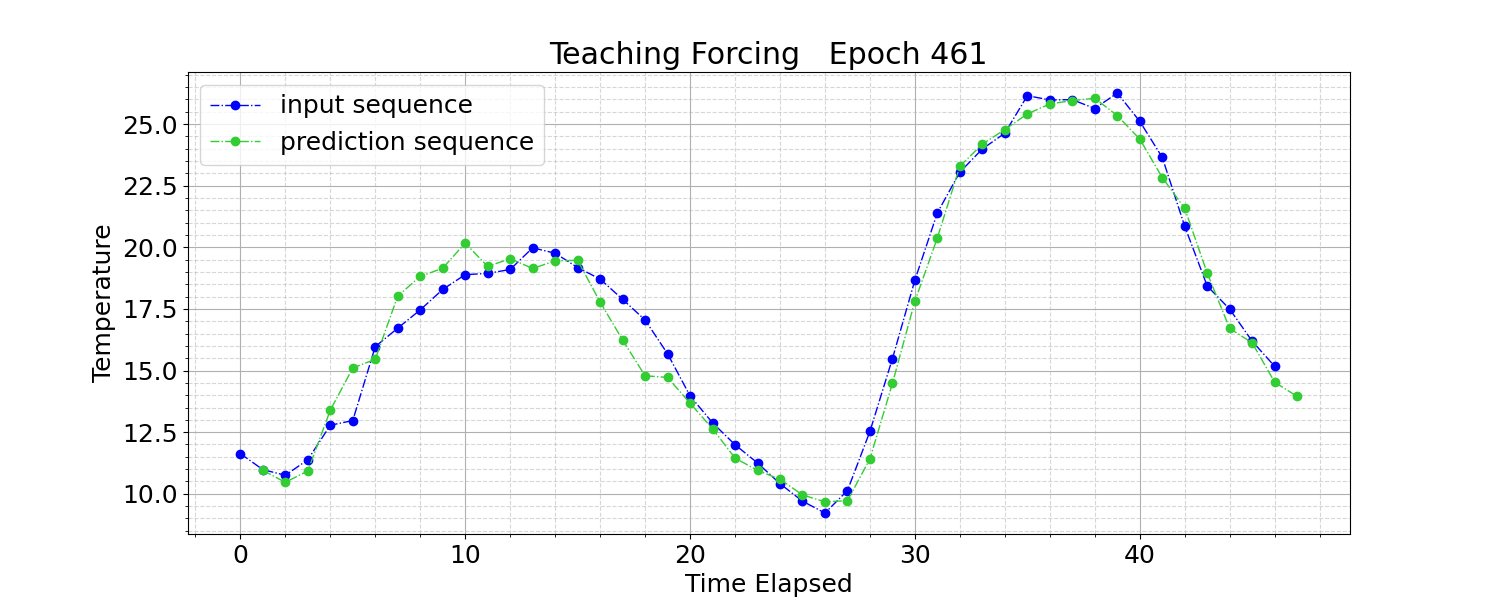 Teaching Forcing   Epoch 461
input sequence
prediction sequence
Temperature
25.0
22.5
20.0
17.5
15.0
12.5
10.0
0 10 20 30 40
Time Elapsed